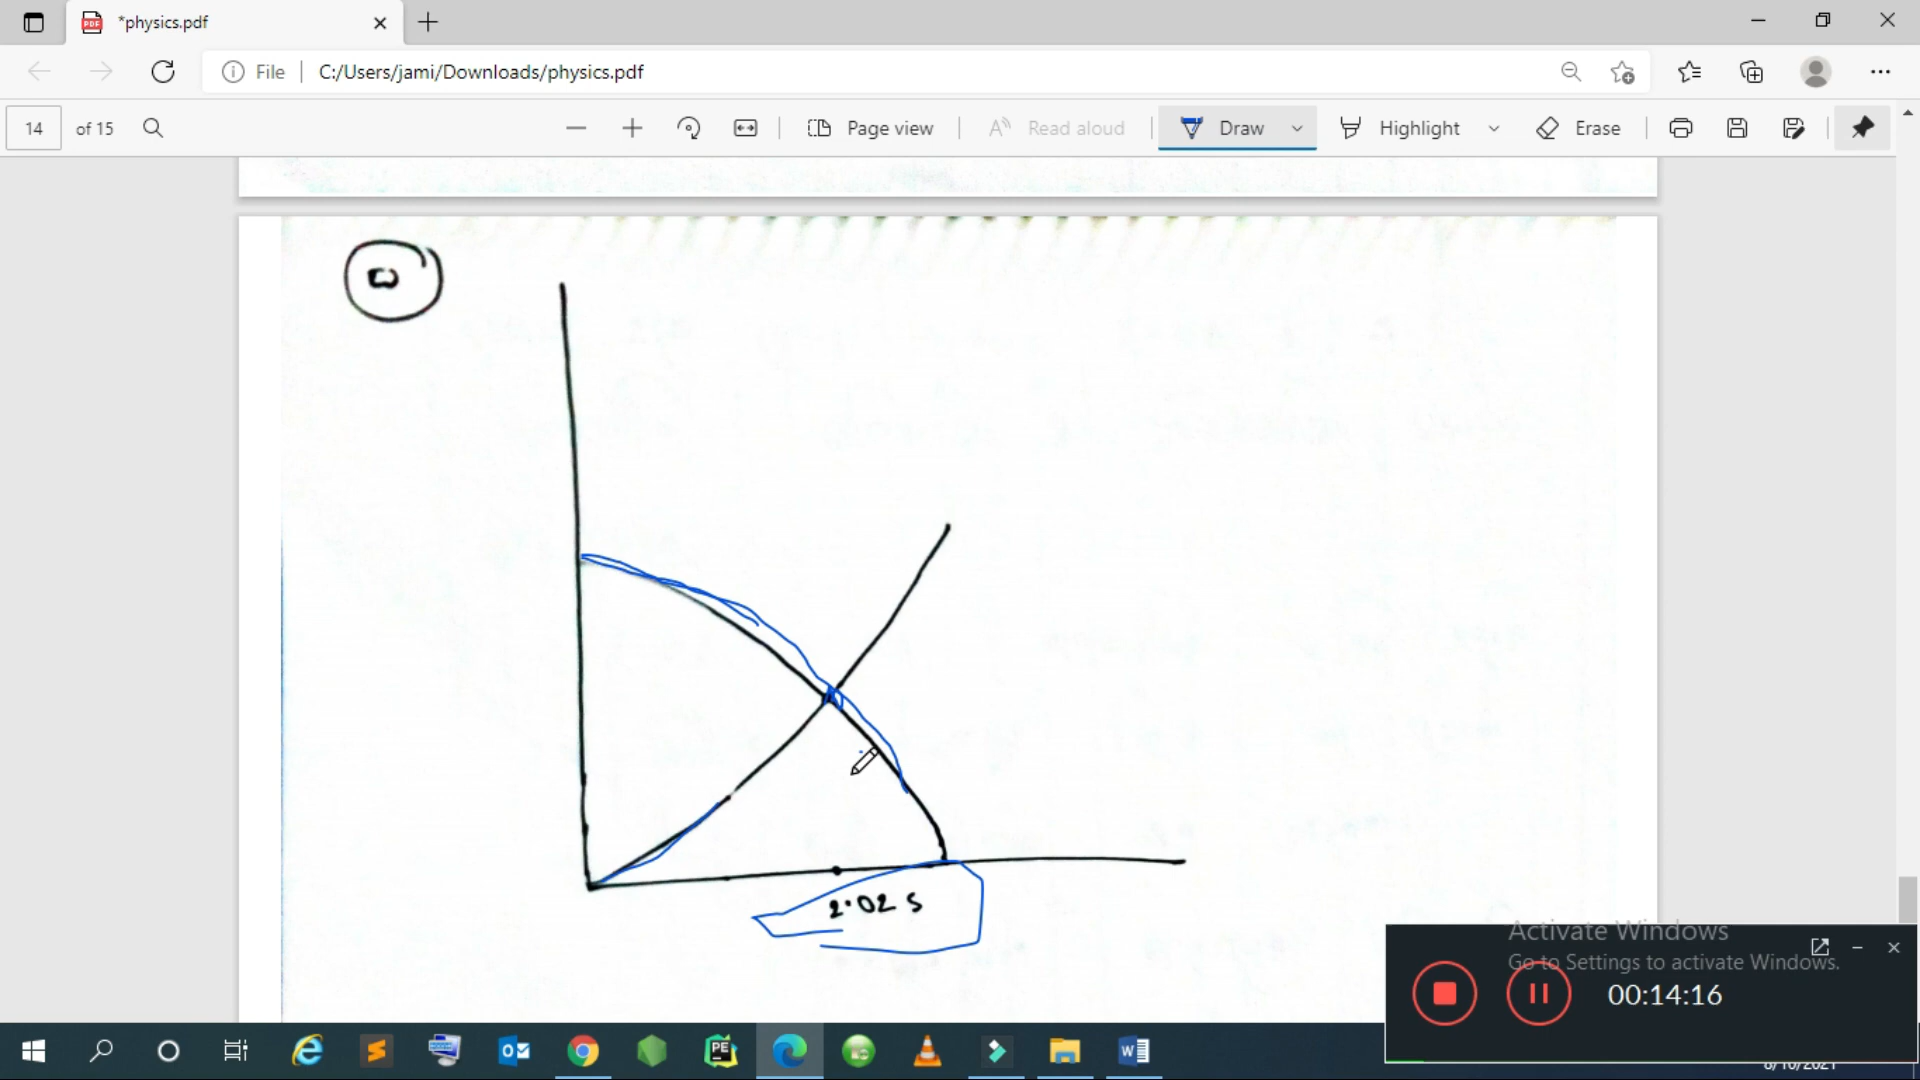 *physics.pdf
File
C:/Users/jami/Downloads/physics.pdf
14
of 15
Page view
Read aloud
Draw
Highlight
Erase
2.02 s
Activate Windows
Go to Settings to activate Windows.
00:14:16